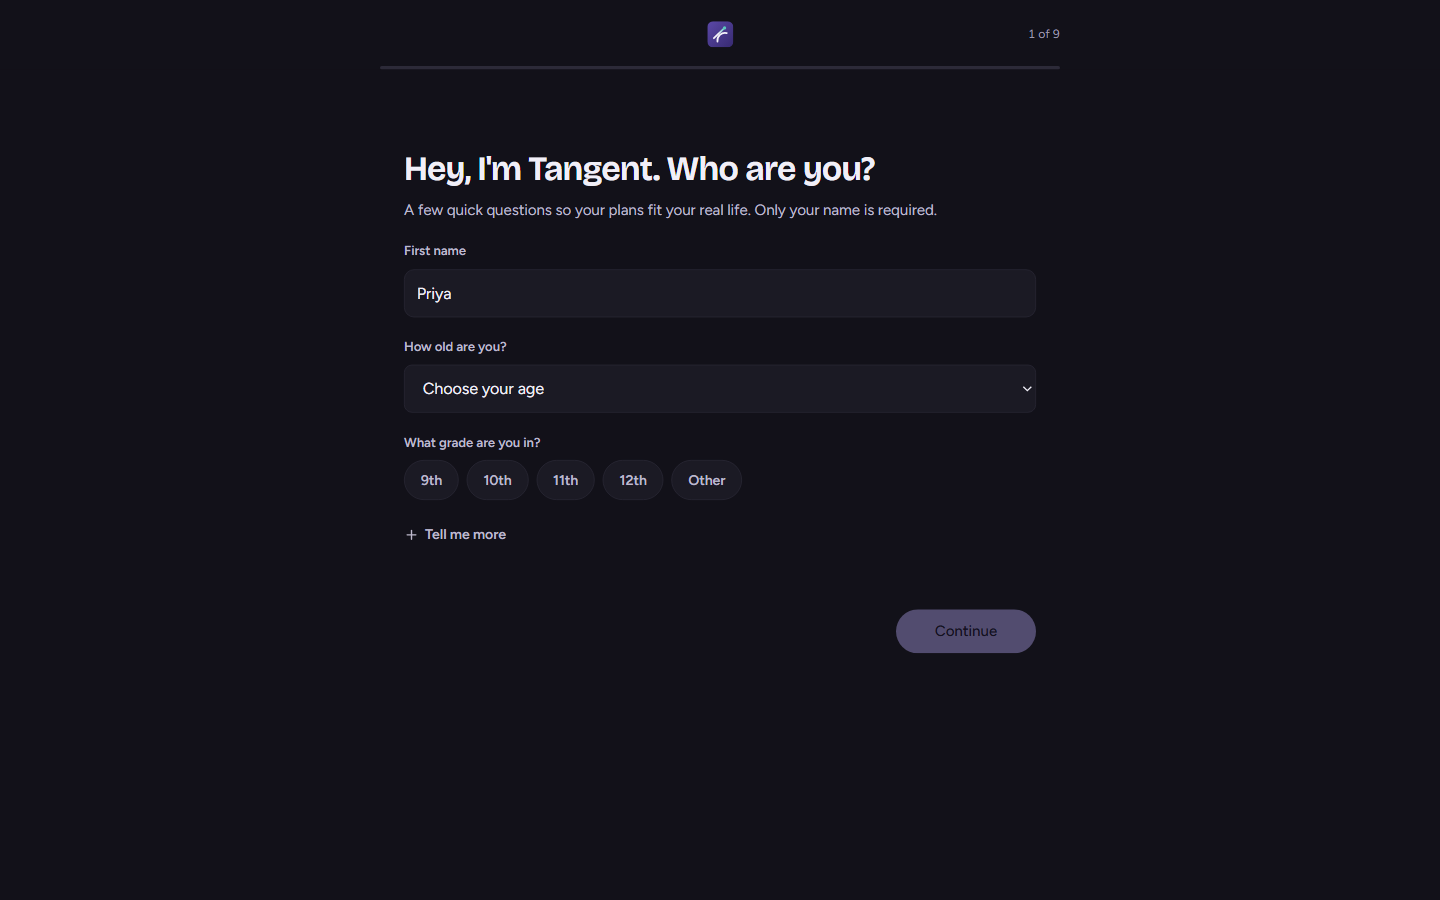 1 of 9
Hey, I'm Tangent. Who are you?
A few quick questions so your plans fit your real life. Only your name is required.
First name
Priya
How old are you?
Choose your age
What grade are you in?
9th 10th 11th 12th Other
+ Tell me more
Continue